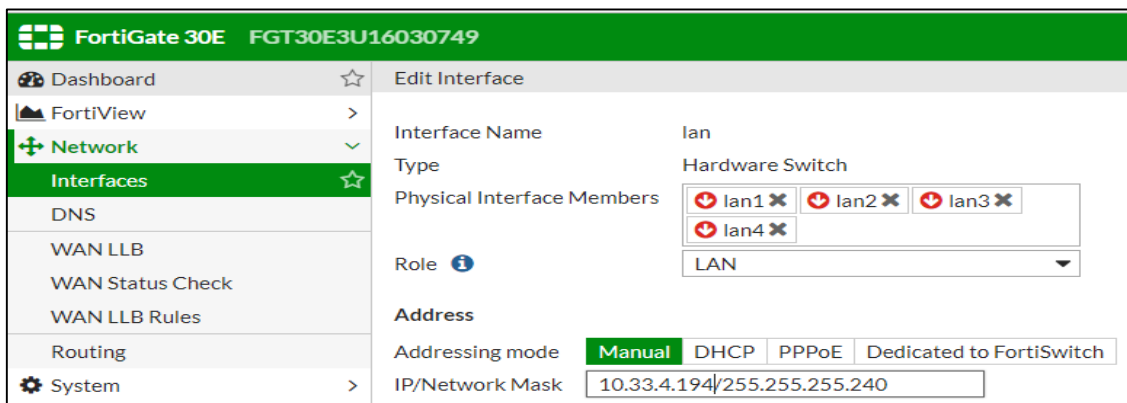 FortiGate 30E FGT30E3U16030749
Dashboard
Edit Interface
FortiView
Network
Interfaces
DNS
WAN LLB
WAN Status Check
WAN LLB Rules
Routing
System
Interface Name lan
Type Hardware Switch
Physical Interface Members lan1 lan2 lan3
lan4
Role LAN
Address
Addressing mode Manual DHCP PPPoE Dedicated to FortiSwitch
IP/Network Mask 10.33.4.194/255.255.255.240